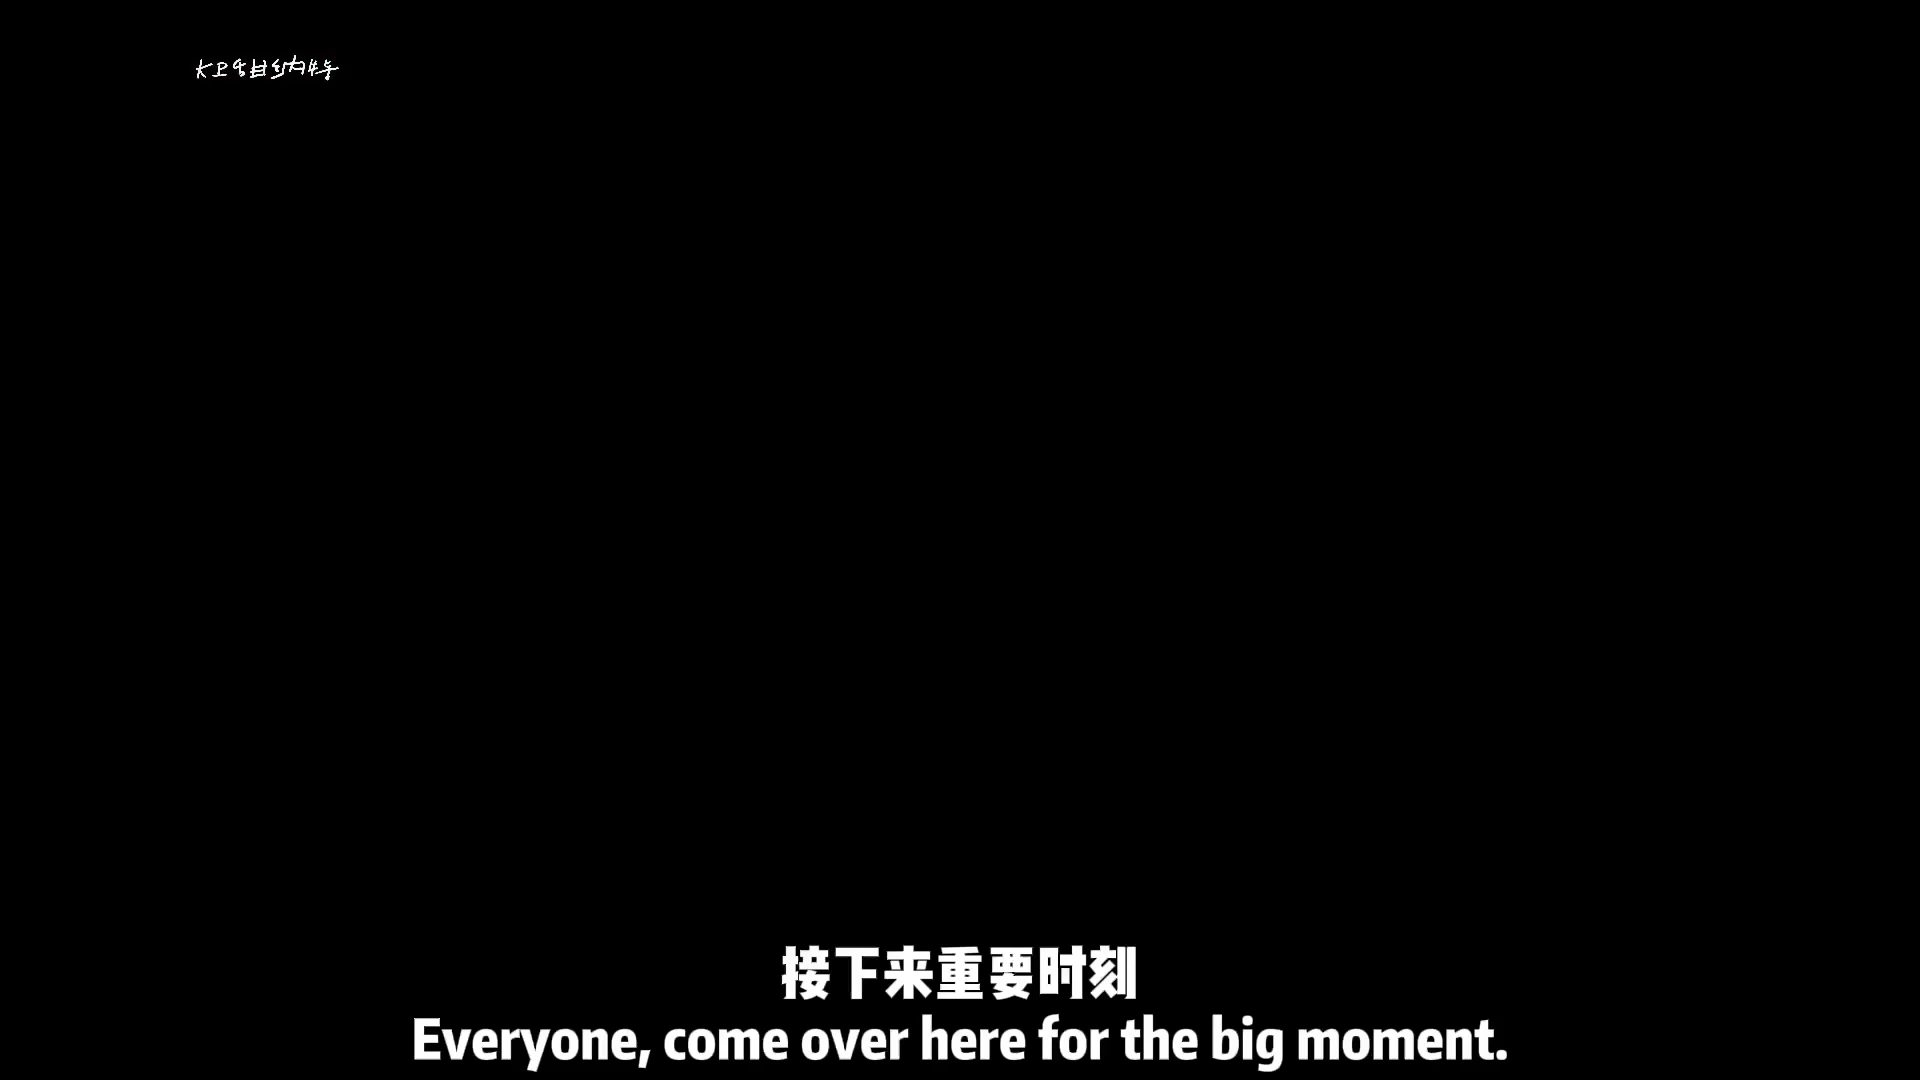 接下来重要时刻
Everyone, come over here for the big moment.